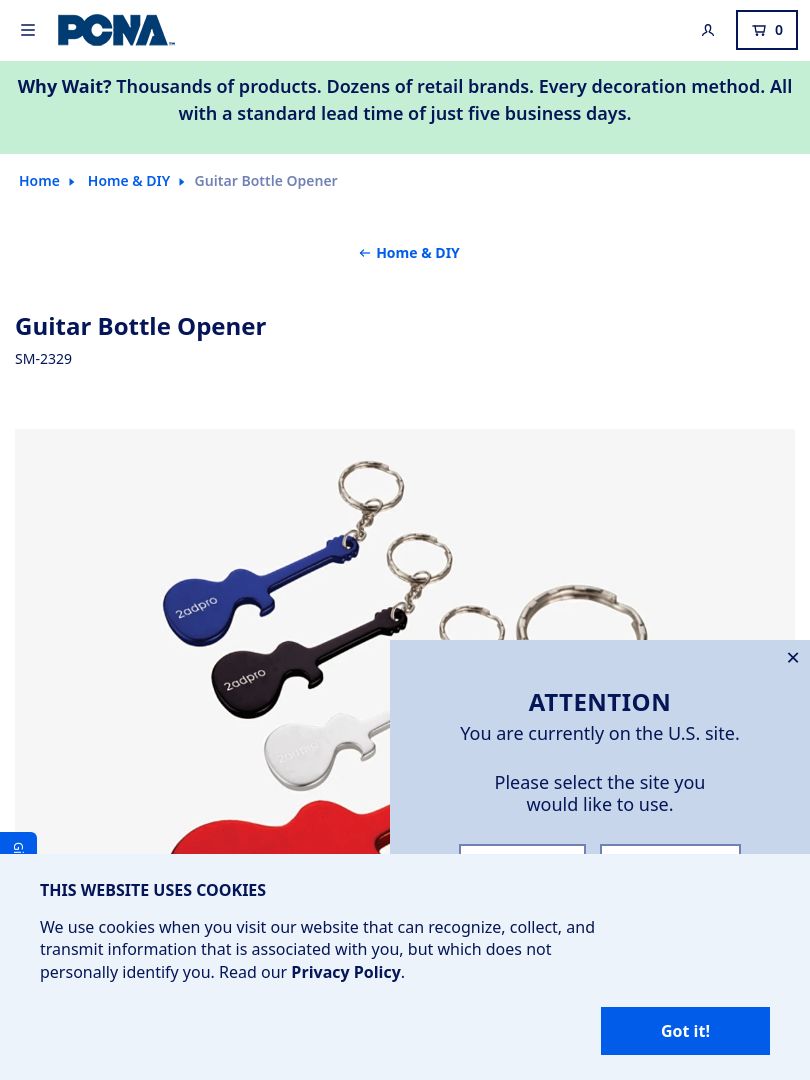 PCNA
0
Why Wait? Thousands of products. Dozens of retail brands. Every decoration method. All
with a standard lead time of just five business days.
Home Home & DIY Guitar Bottle Opener
Home & DIY
Guitar Bottle Opener
SM-2329
2adpro
2adpro
2adpro
ATTENTION
You are currently on the U.S. site.
Please select the site you
would like to use.
THIS WEBSITE USES COOKIES
We use cookies when you visit our website that can recognize, collect, and
transmit information that is associated with you, but which does not
personally identify you. Read our Privacy Policy.
Got it!